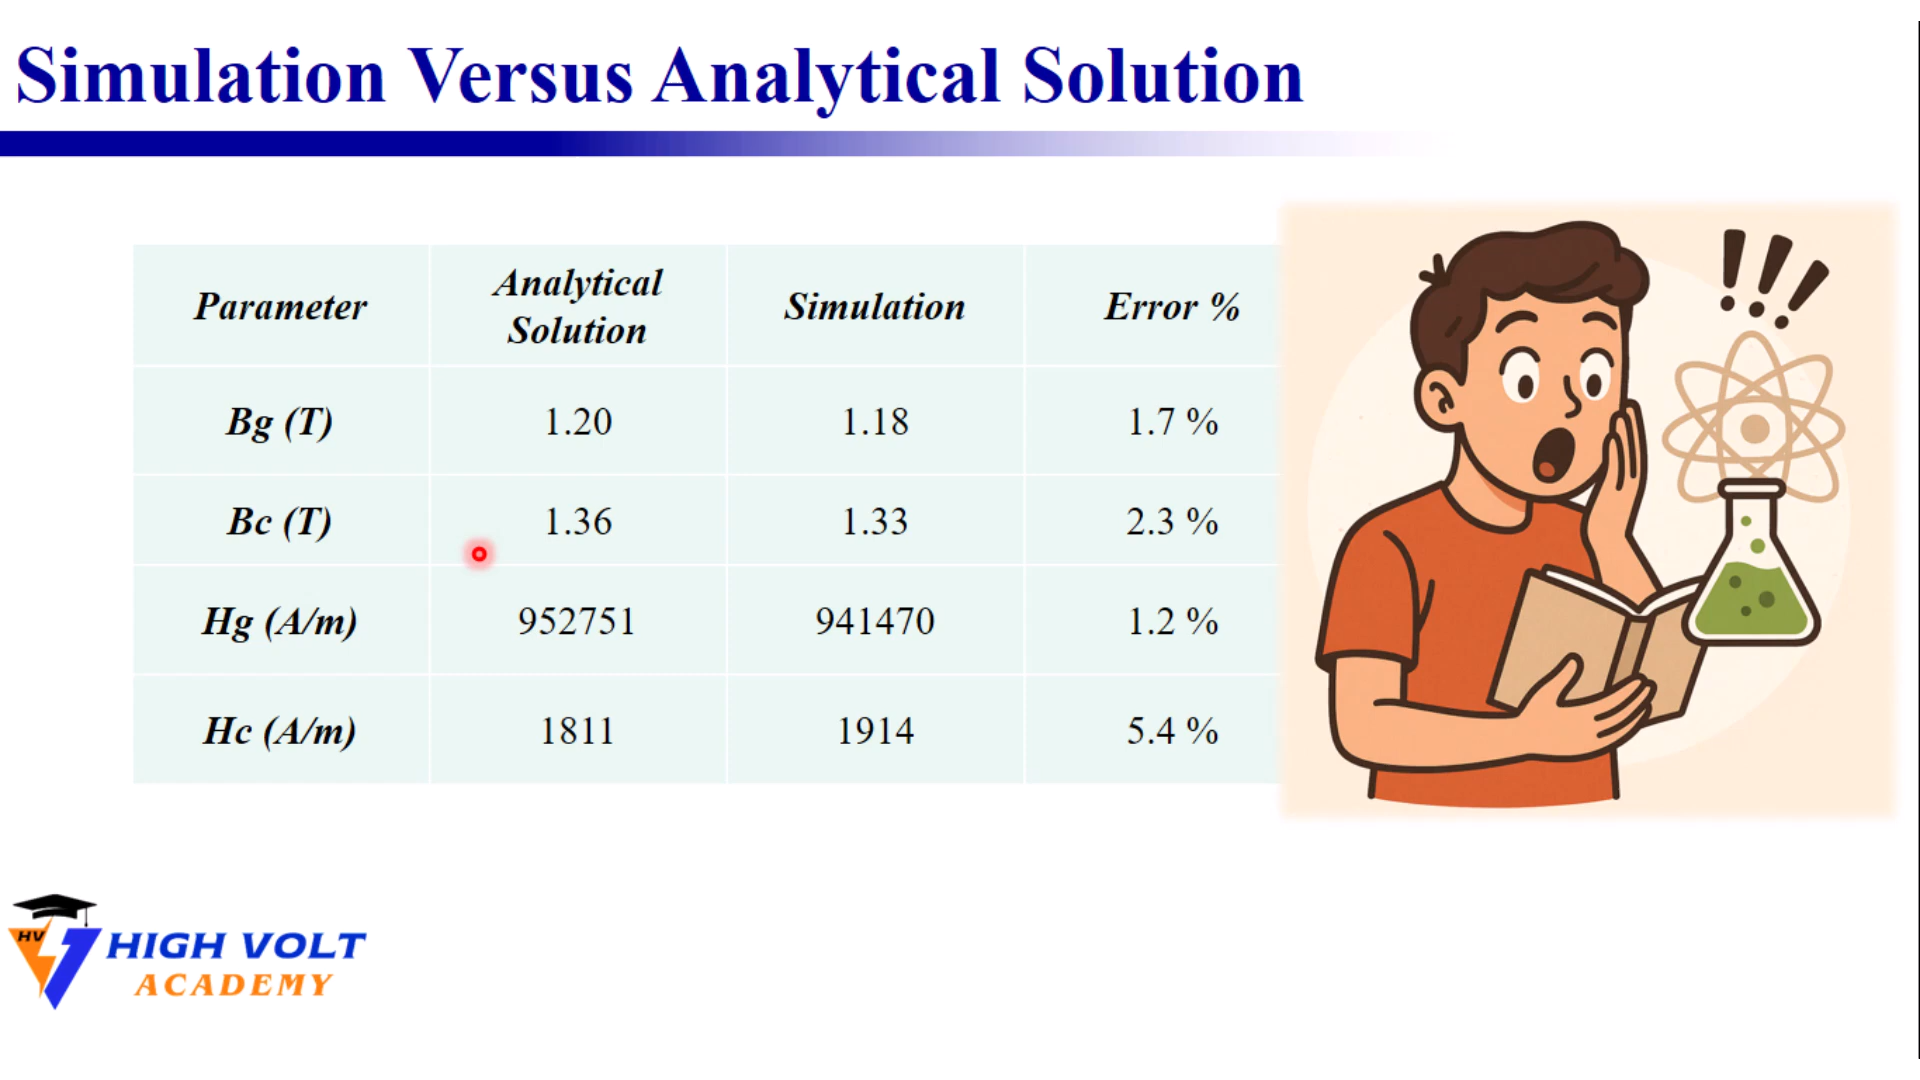 Simulation Versus Analytical Solution
Parameter
Analytical
Solution
Simulation
Error %
Bg (T)
1.20
1.18
1.7 %
Bc (T)
1.36
1.33
2.3 %
Hg (A/m)
952751
941470
1.2 %
Hc (A/m)
1811
1914
5.4 %
!!!
HV
HIGH VOLT
ACADEMY